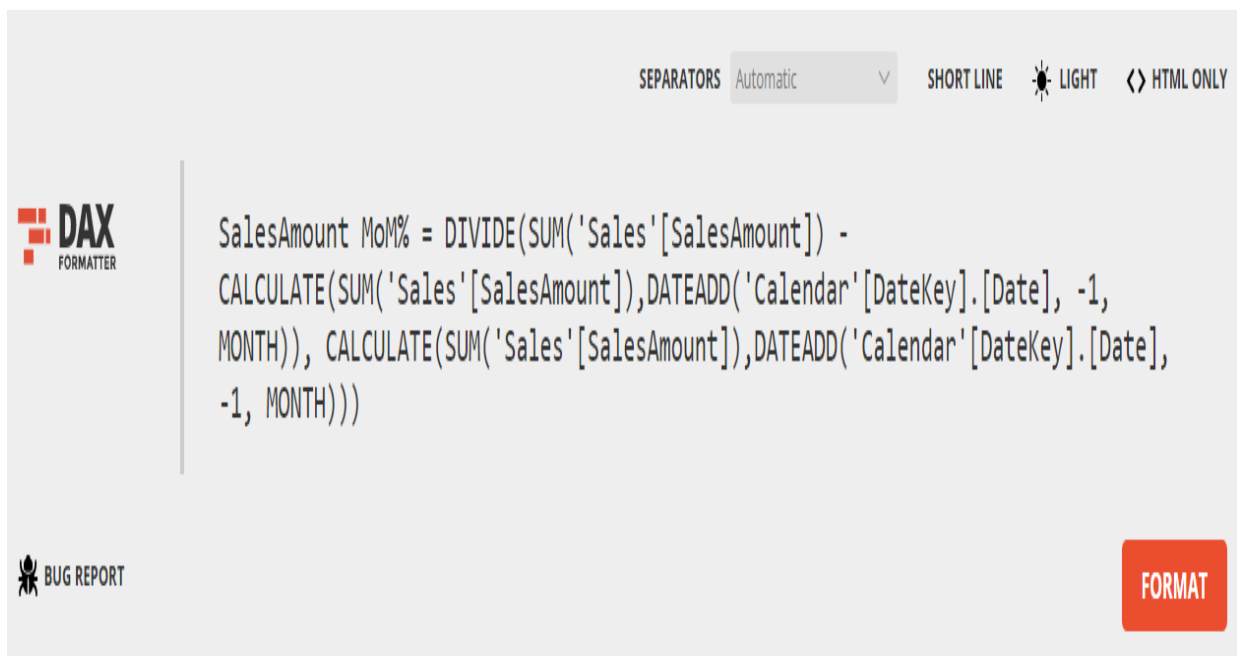 SEPARATORS Automatic SHORT LINE LIGHT <> HTML ONLY
DAX
FORMATTER
SalesAmount MoM% = DIVIDE(SUM('Sales'[SalesAmount]) -
CALCULATE(SUM('Sales'[SalesAmount]),DATEADD('Calendar'[DateKey].[Date], -1,
MONTH)), CALCULATE(SUM('Sales'[SalesAmount]),DATEADD('Calendar'[DateKey].[Date],
-1, MONTH)))
BUG REPORT
FORMAT